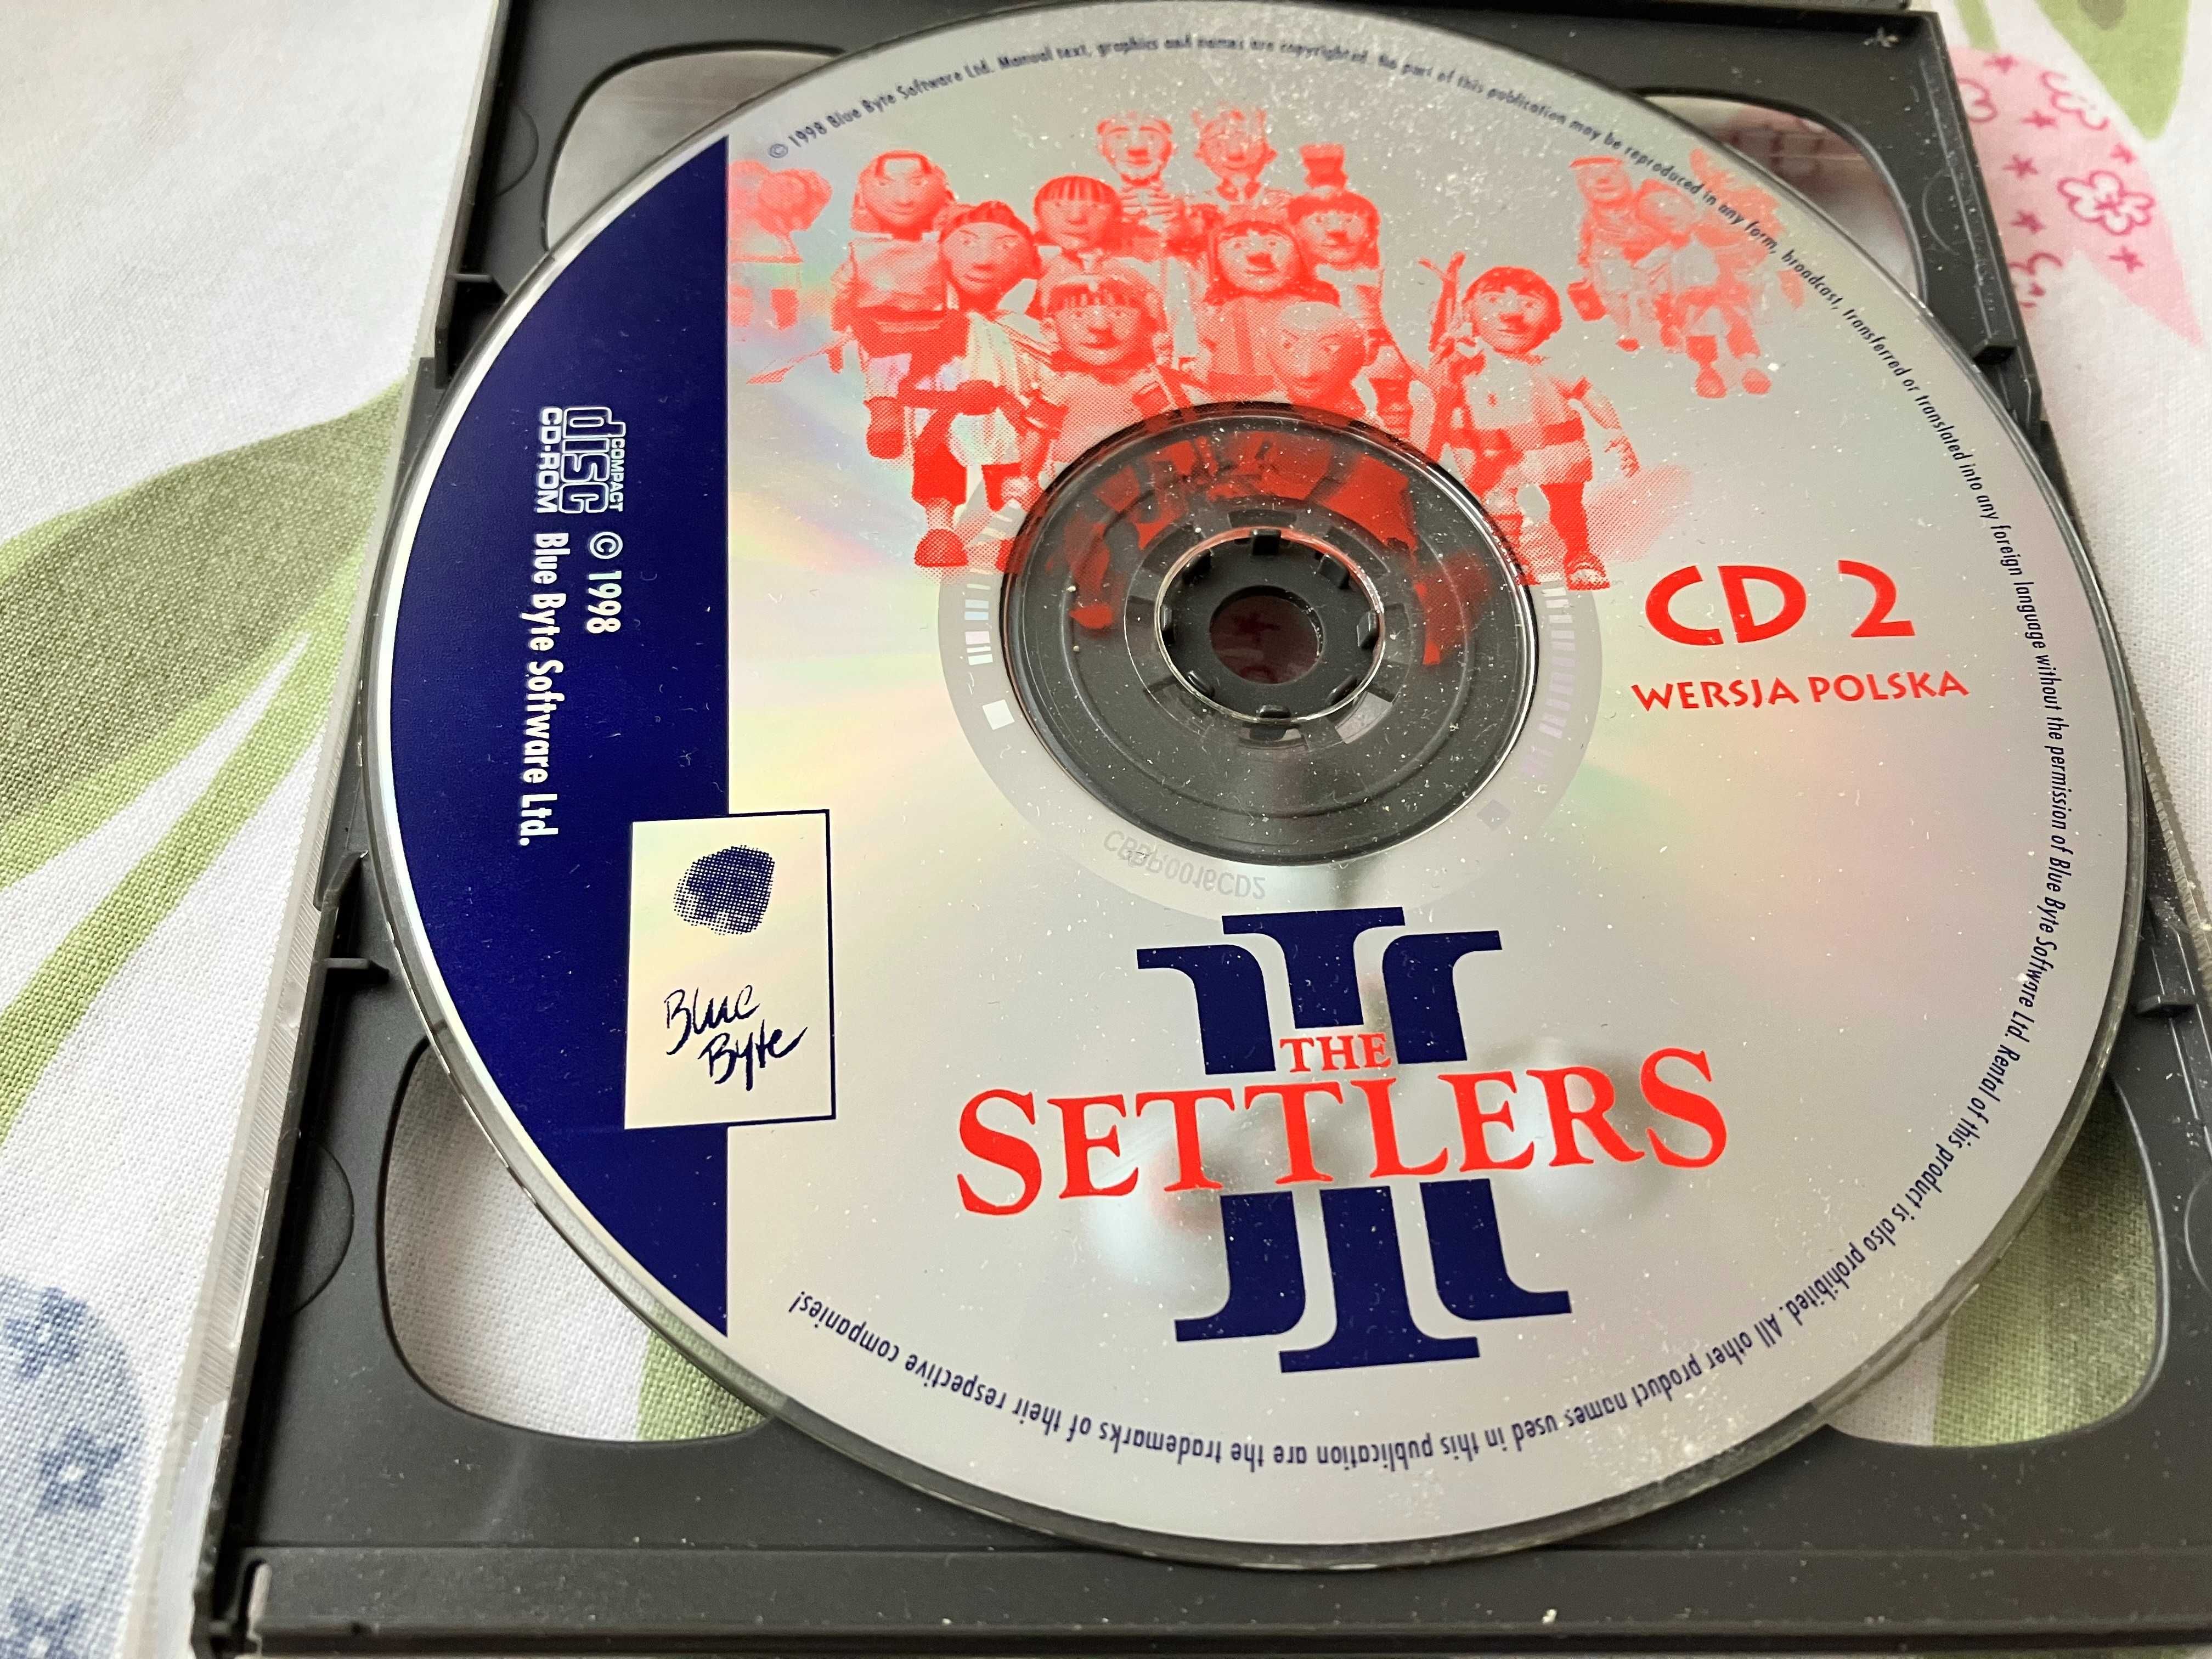 © 1998 Blue Byte Software Ltd. Manual text, graphics and names are copyrighted. No part of this publication may be reproduced in any form, broadcast, transferred or translated into any foreign language without the permission of Blue Byte Software Ltd. Rental of this product is also prohibited. All other product names used in this publication are the trademarks of their respective companies!
COMPACT
disc
CD-ROM
© 1998
Blue Byte Software Ltd.
CD 2
WERSJA POLSKA
Blue
Byte
III
THE
SETTLERS